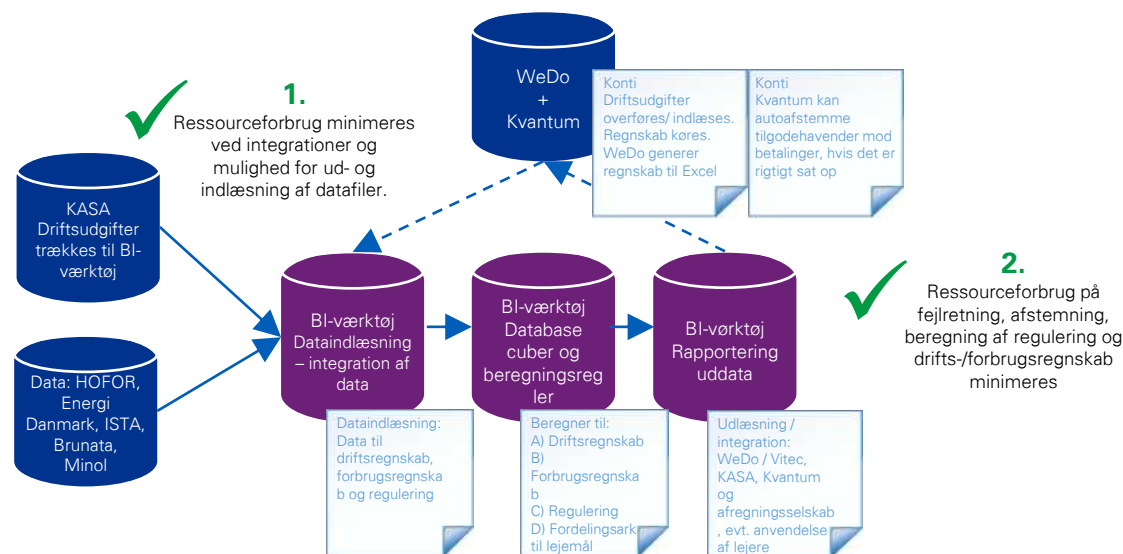 WeDo
+
Kvantum
Konti
Driftsudgifter
overføres/ indlæses.
Regnskab køres.
WeDo generer
regnskab til Excel
Konti
Kvantum kan
autoafstemme
tilgodehavender mod
betalinger, hvis det er
rigtigt sat op
1.
Ressourceforbrug minimeres
ved integrationer og
mulighed for ud- og
indlæsning af datafiler.
KASA
Driftsudgifter
trækkes til BI-
værktøj
Data: HOFOR,
Energi
Danmark, ISTA,
Brunata,
Minol
BI-værktøj
Dataindlæsning
– integration af
data
BI-værktøj
Database
cuber og
beregningsreg
ler
BI-vørktøj
Rapportering
uddata
2.
Ressourceforbrug på
fejlretning, afstemning,
beregning af regulering og
drifts-/forbrugsregnskab
minimeres
Dataindlæsning:
Data til
driftsregnskab,
forbrugsregnska
b og regulering
Beregner til:
A) Driftsregnskab
B)
Forbrugsregnska
b
C) Regulering
D) Fordelingsark
til lejemål
Udlæsning /
integration:
WeDo / Vitec,
KASA, Kvantum
og
afregningsselskab
, evt. anvendelse
af lejere